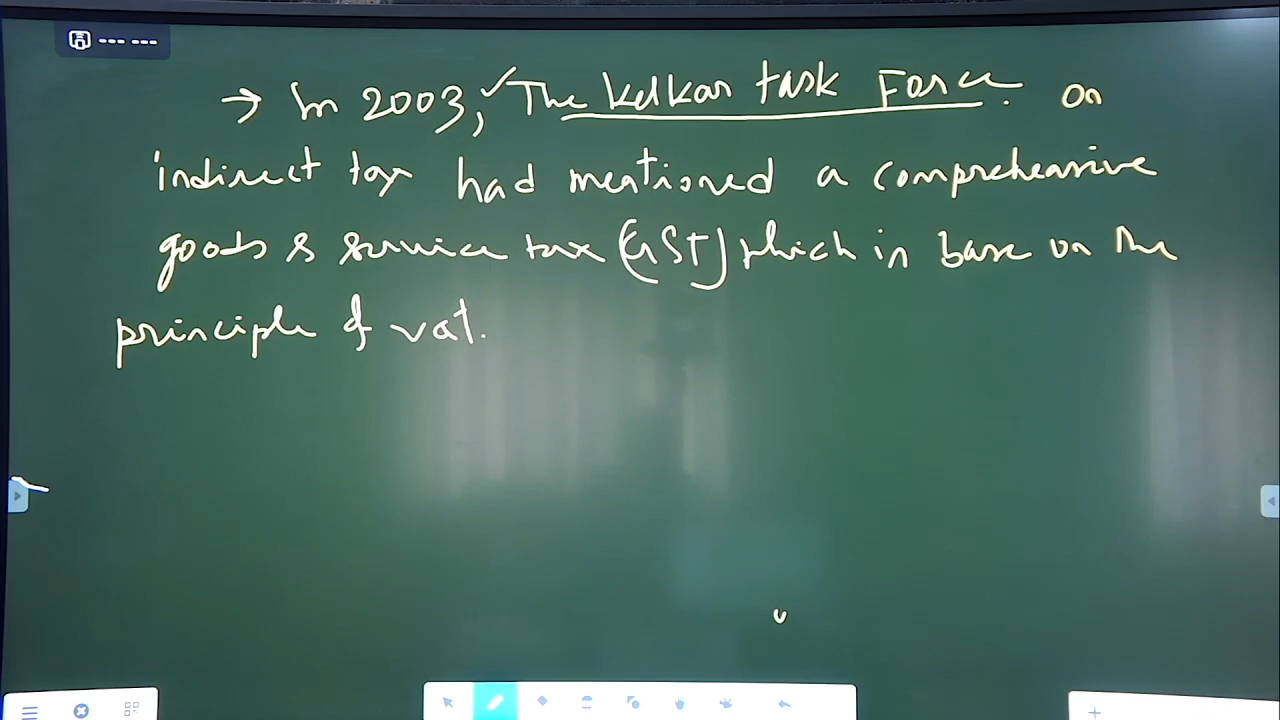 → In 2003, ✓The Kelkar task Force. on
indirect tax had mentioned a comprehensive
goods & service tax (GST) which in base on the
principle of vat.